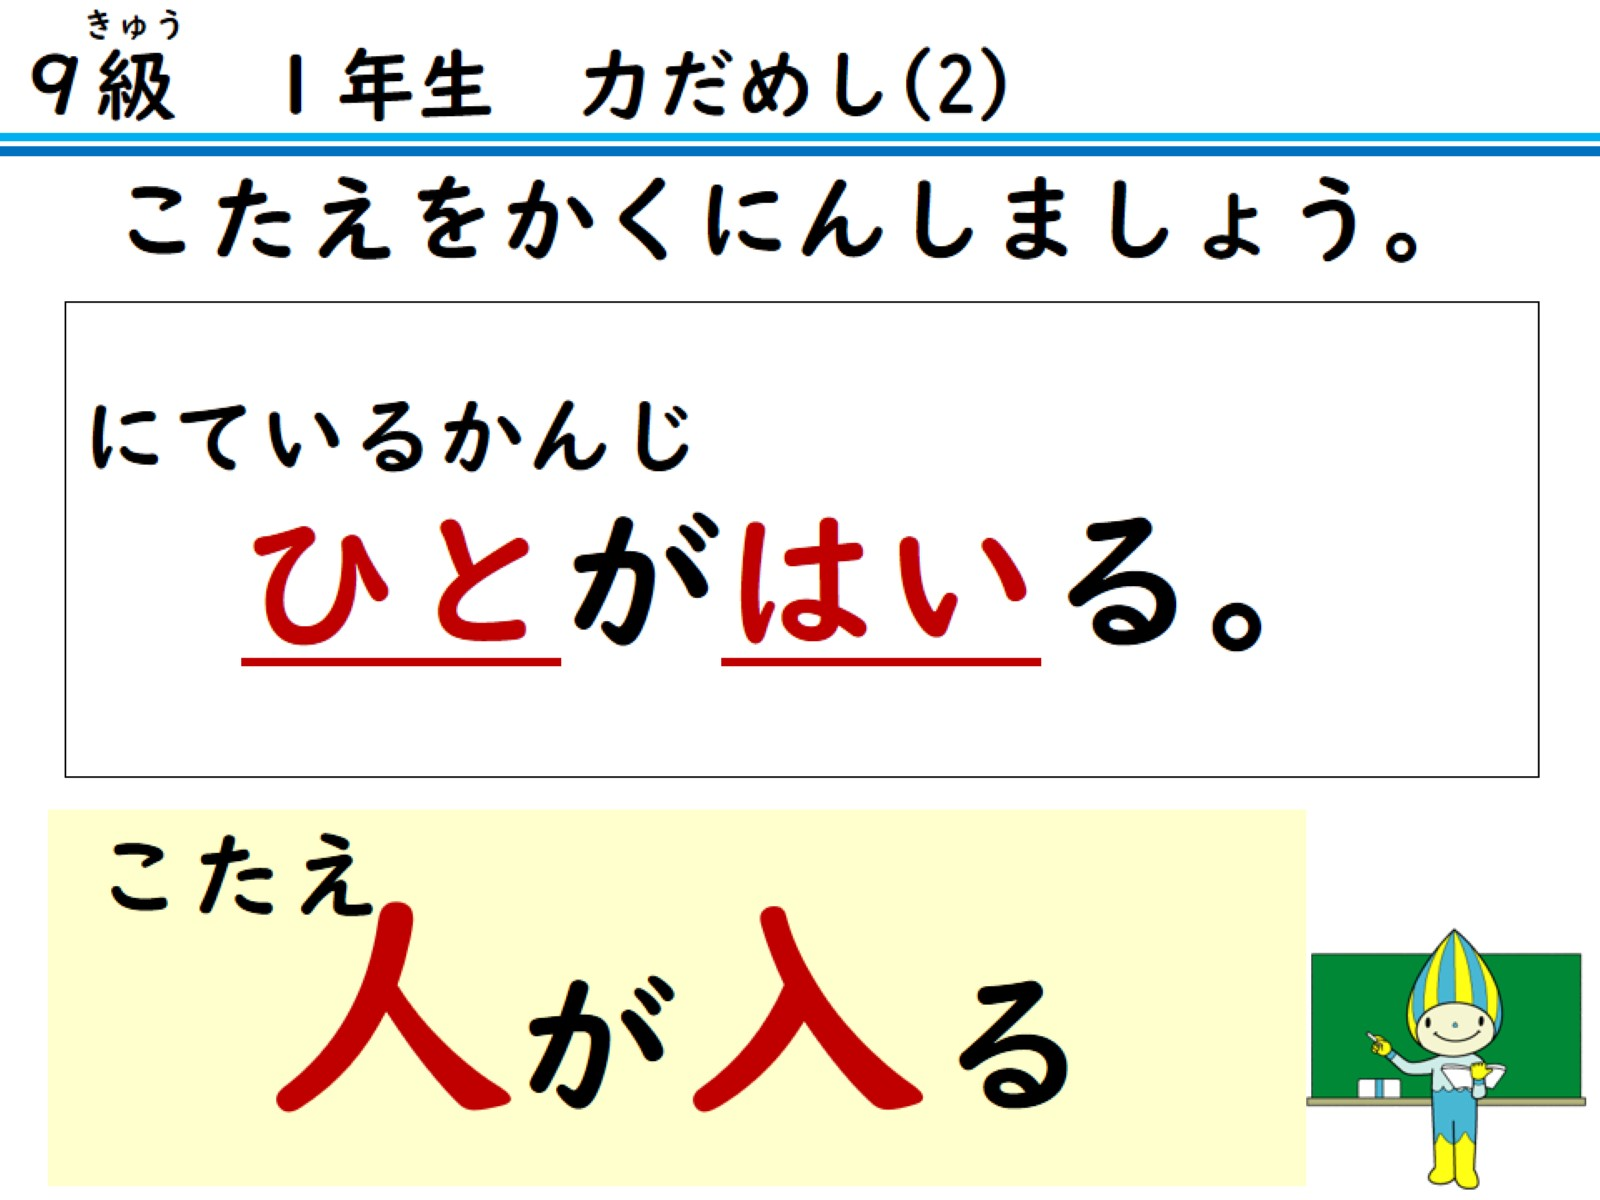 きゅう
９級　１年生　力だめし(2)
こたえをかくにんしましょう。
にているかんじ
ひとがはいる。
こたえ
人が入る